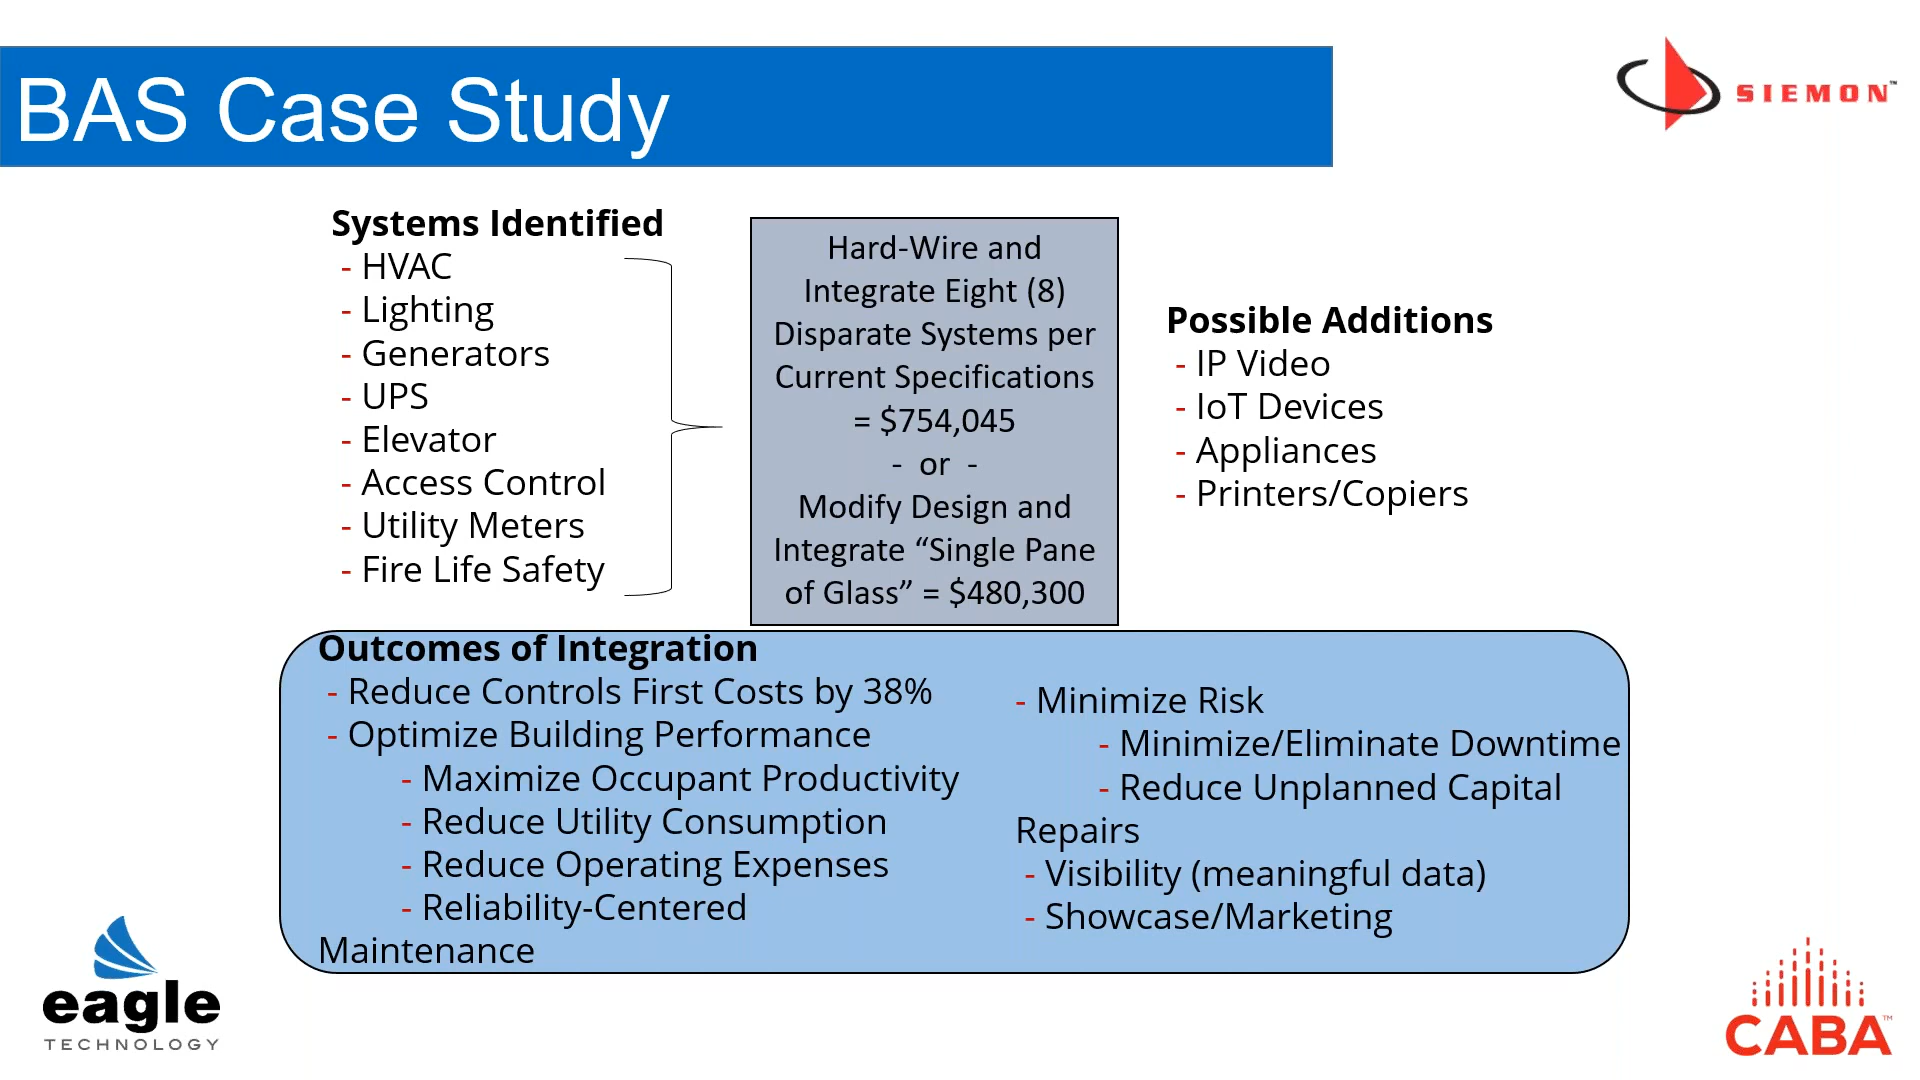 BAS Case Study
SIEMON™
Systems Identified
- HVAC
- Lighting
- Generators
- UPS
- Elevator
- Access Control
- Utility Meters
- Fire Life Safety
Hard-Wire and
Integrate Eight (8)
Disparate Systems per
Current Specifications
= $754,045
- or -
Modify Design and
Integrate “Single Pane
of Glass” = $480,300
Possible Additions
- IP Video
- IoT Devices
- Appliances
- Printers/Copiers
Outcomes of Integration
- Reduce Controls First Costs by 38%
- Optimize Building Performance
- Maximize Occupant Productivity
- Reduce Utility Consumption
- Reduce Operating Expenses
- Reliability-Centered
Maintenance
- Minimize Risk
- Minimize/Eliminate Downtime
- Reduce Unplanned Capital
Repairs
- Visibility (meaningful data)
- Showcase/Marketing
eagle
TECHNOLOGY
CABA™